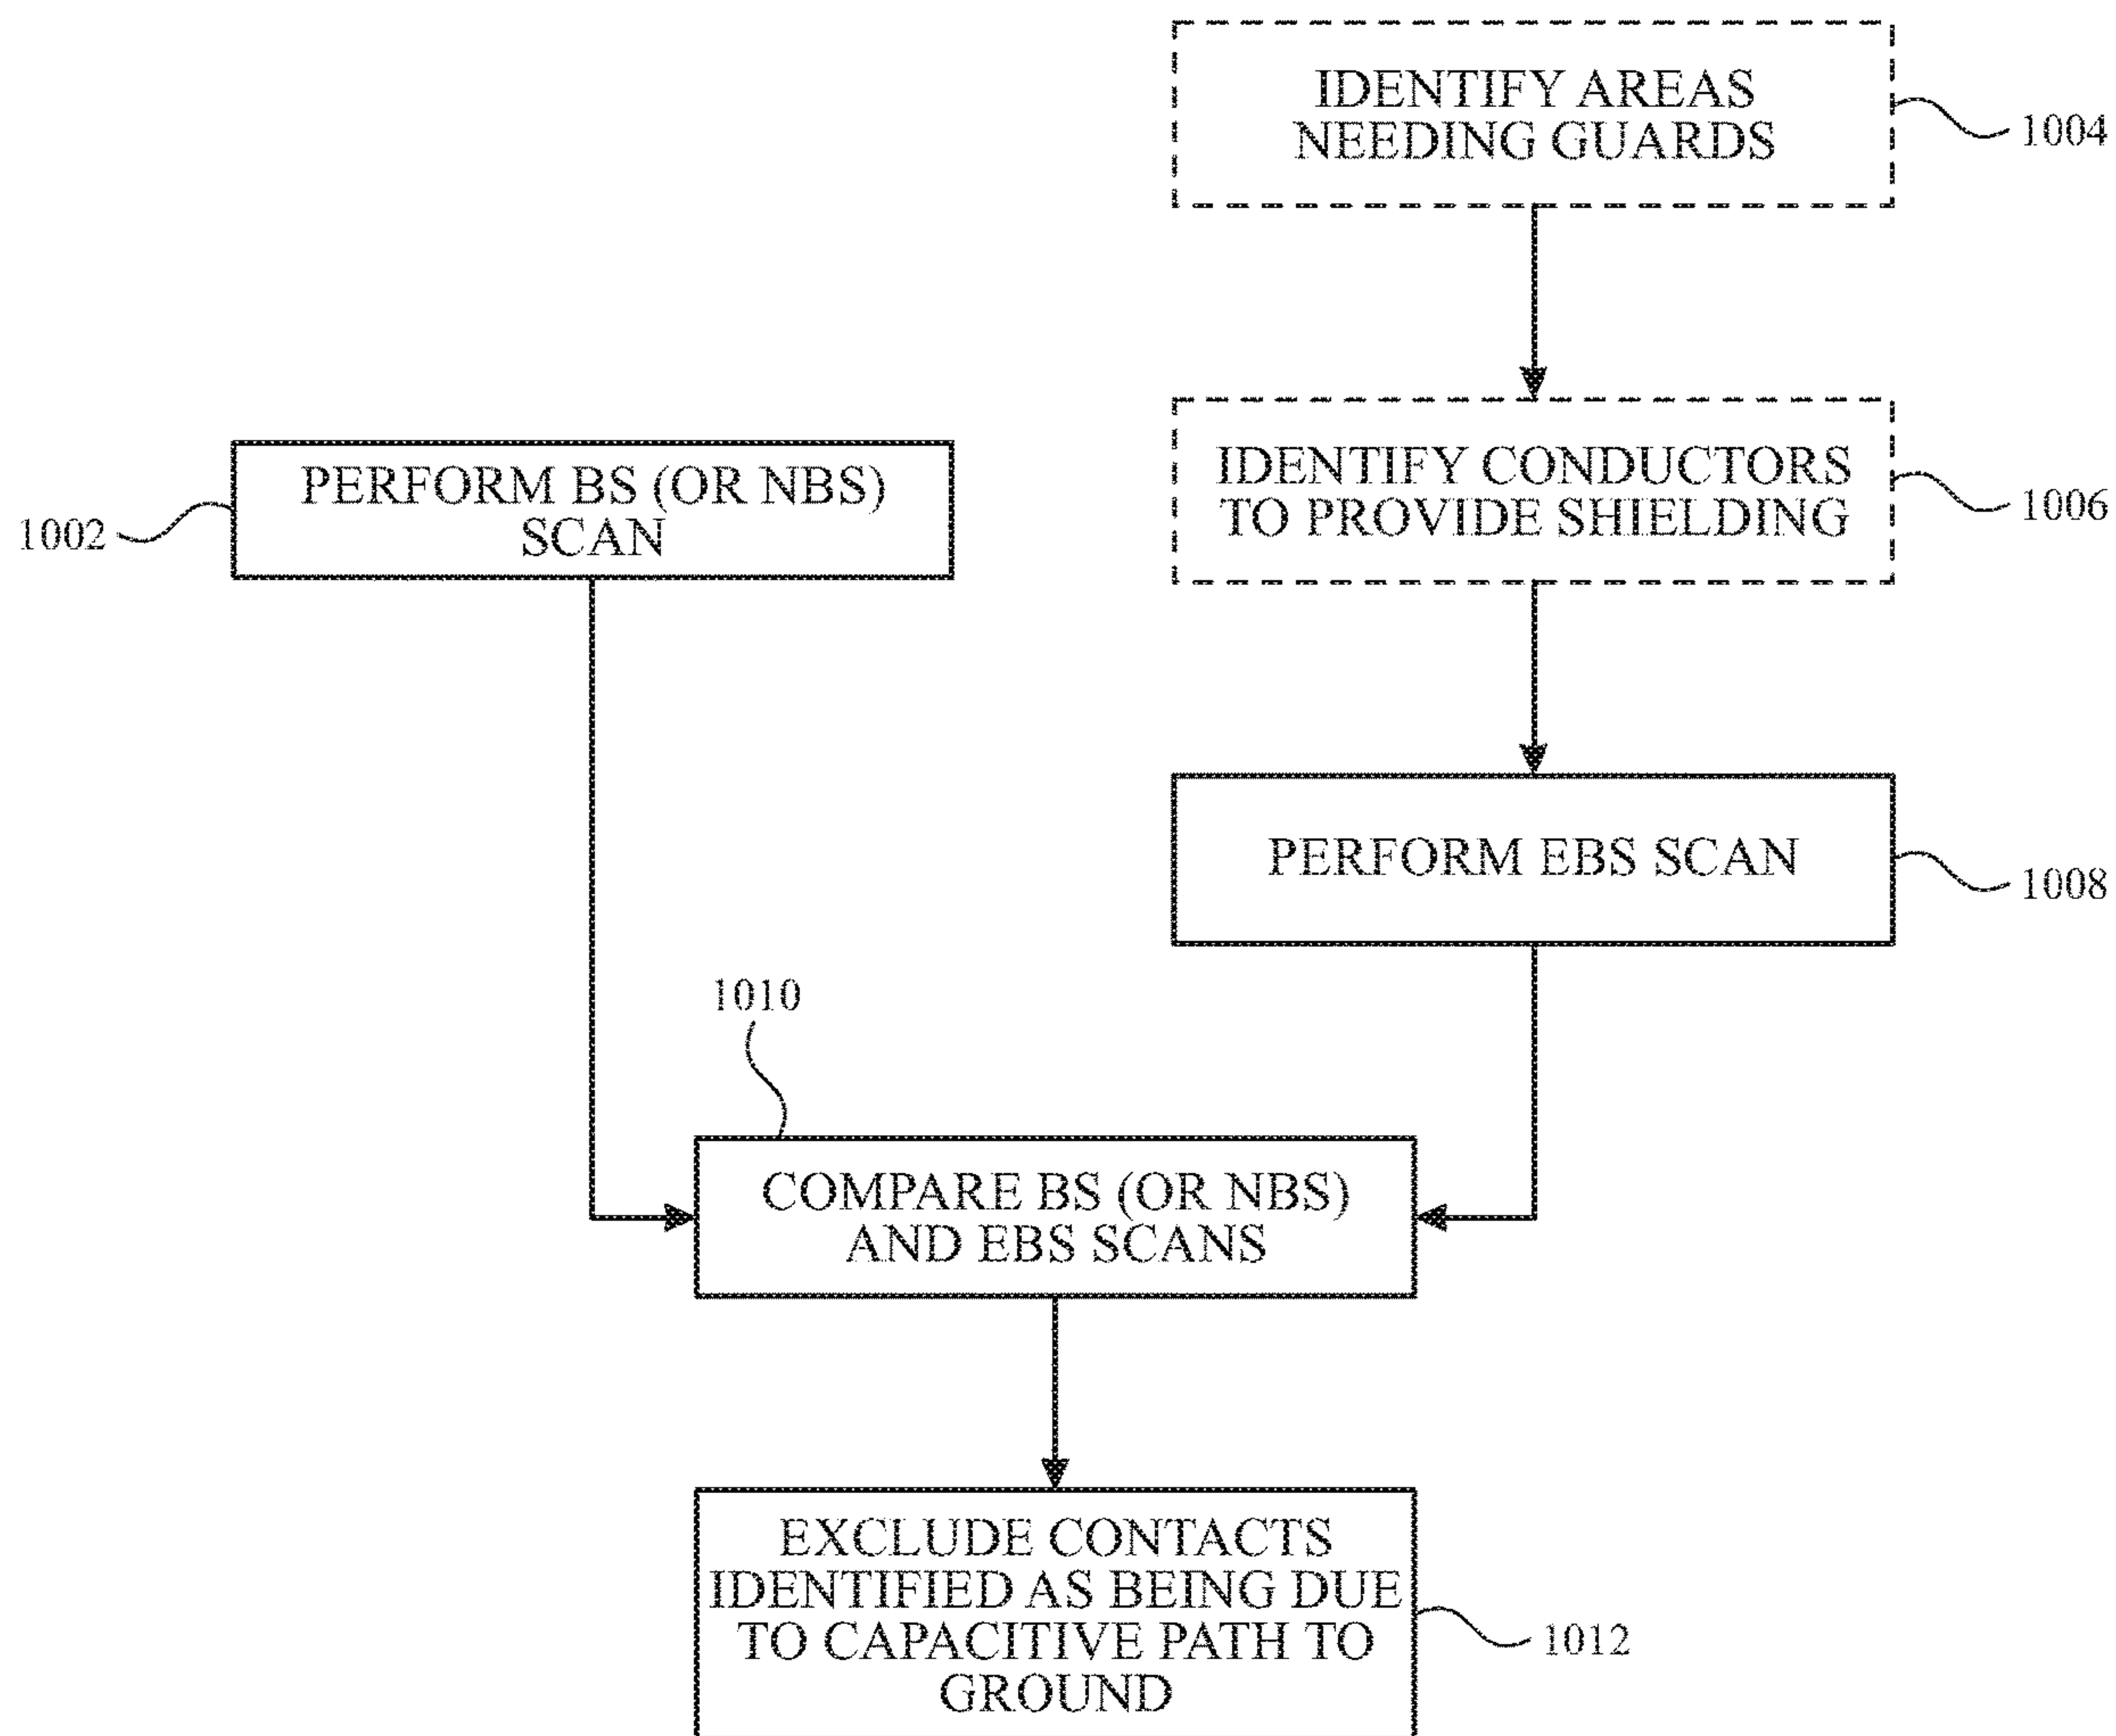 IDENTIFY AREAS
NEEDING GUARDS
1004
IDENTIFY CONDUCTORS
TO PROVIDE SHIELDING
1006
PERFORM BS (OR NBS)
SCAN
1002
PERFORM EBS SCAN
1008
1010
COMPARE BS (OR NBS)
AND EBS SCANS
EXCLUDE CONTACTS
IDENTIFIED AS BEING DUE
TO CAPACITIVE PATH TO
GROUND
1012